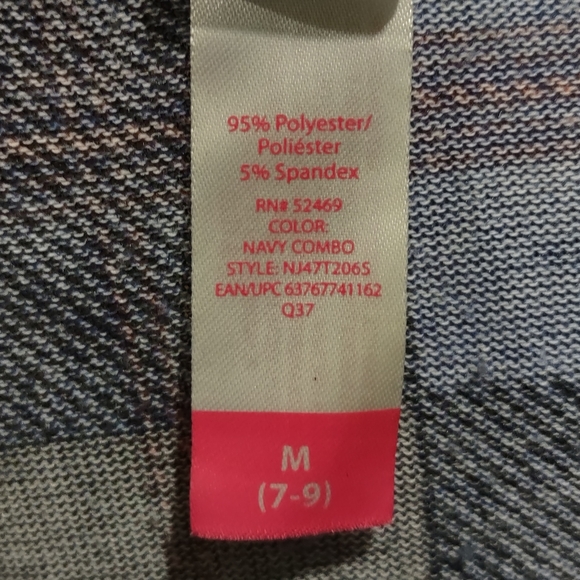 95% Polyester/
Poliéster
5% Spandex
RN# 52469
COLOR:
NAVY COMBO
STYLE: NJ47T2065
EAN/UPC 63767741162
Q37
M
(7-9)